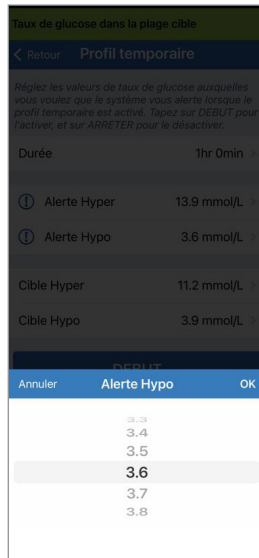 Taux de glucose dans la plage cible
< Retour Profil temporaire
Réglez les valeurs de taux de glucose auxquelles
vous voulez que le système vous alerte lorsque le
profil temporaire est activé. Tapez sur DEBUT pour
l'activer, et sur ARRETER pour le désactiver.
Durée 1hr 0min >
Alerte Hyper 13.9 mmol/L >
Alerte Hypo 3.6 mmol/L >
Cible Hyper 11.2 mmol/L >
Cible Hypo 3.9 mmol/L >
DEBUT
Annuler Alerte Hypo OK
3.3
3.4
3.5
3.6
3.7
3.8